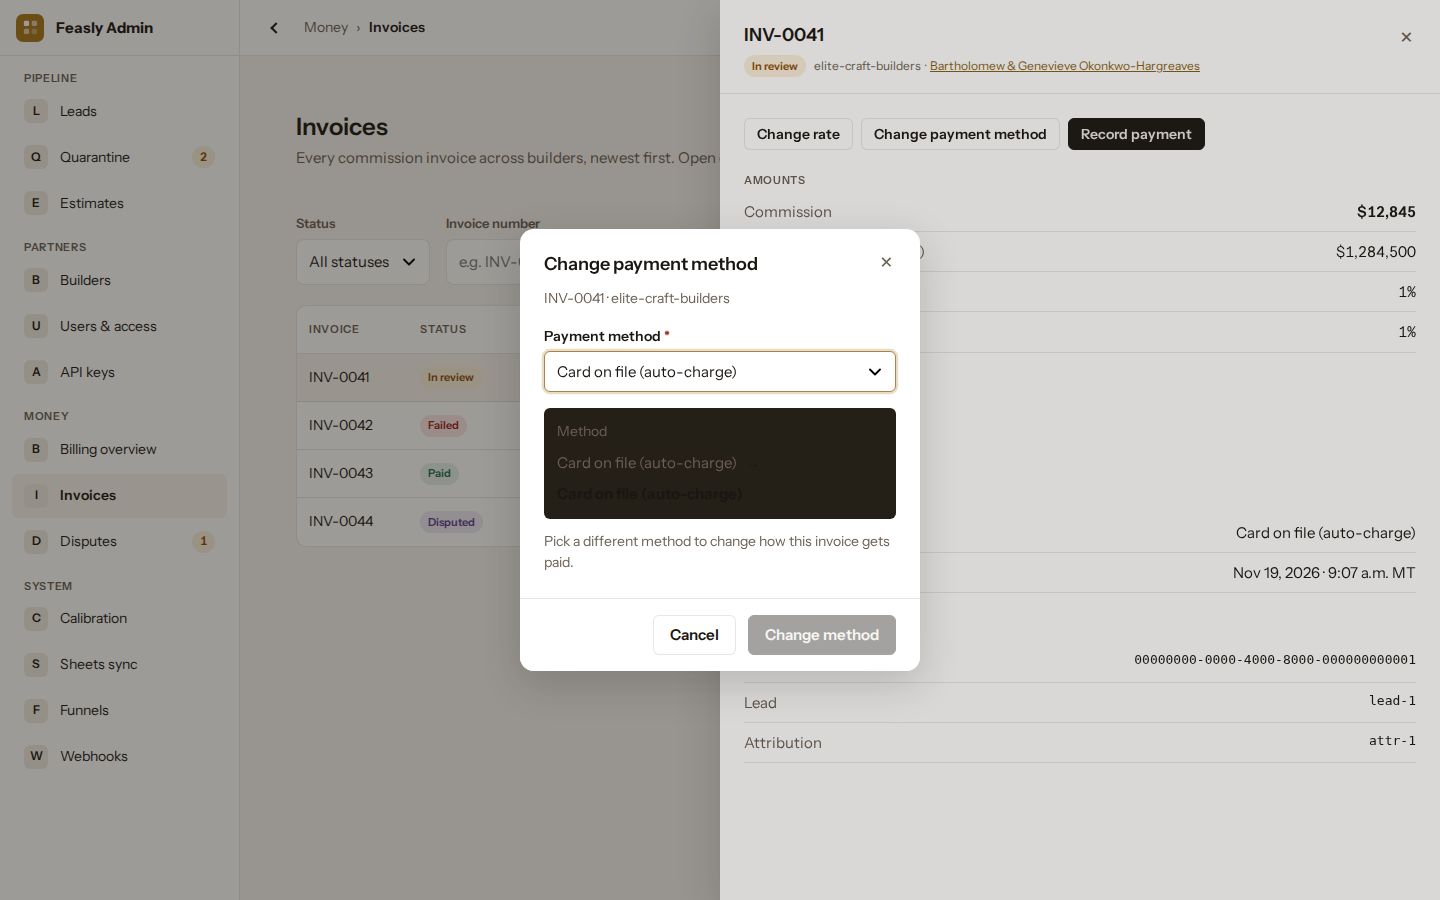 Feasly Admin
PIPELINE
L Leads
Q Quarantine 2
E Estimates
PARTNERS
B Builders
U Users & access
A API keys
MONEY
B Billing overview
I Invoices
D Disputes 1
SYSTEM
C Calibration
S Sheets sync
F Funnels
W Webhooks
Money › Invoices
Invoices
Every commission invoice across builders, newest first. Open
Status
Invoice number
All statuses
e.g. INV-
INVOICE STATUS
INV-0041 In review
INV-0042 Failed
INV-0043 Paid
INV-0044 Disputed
INV-0041
In review elite-craft-builders · Bartholomew & Genevieve Okonkwo-Hargreaves
Change rate
Change payment method
Record payment
AMOUNTS
Commission $12,845
) $1,284,500
1%
1%
Card on file (auto-charge)
Nov 19, 2026 · 9:07 a.m. MT
00000000-0000-4000-8000-000000000001
Lead lead-1
Attribution attr-1
Change payment method
INV-0041 · elite-craft-builders
Payment method *
Card on file (auto-charge)
Method
Card on file (auto-charge)
Card on file (auto-charge)
Pick a different method to change how this invoice gets
paid.
Cancel
Change method